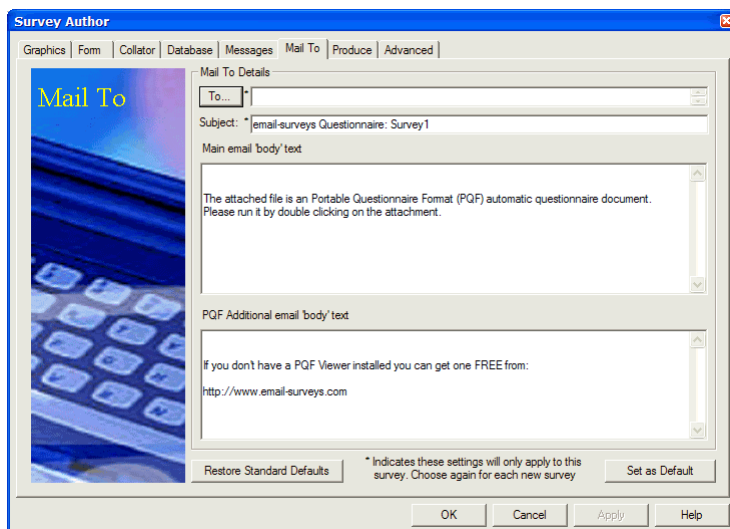 Survey Author
Graphics Form Collator Database Messages Mail To Produce Advanced
Mail To
Mail To Details
To... *
Subject: * email-surveys Questionnaire: Survey1
Main email 'body' text
The attached file is an Portable Questionnaire Format (PQF) automatic questionnaire document.
Please run it by double clicking on the attachment.
PQF Additional email 'body' text
If you don't have a PQF Viewer installed you can get one FREE from:
http://www.email-surveys.com
Restore Standard Defaults
* Indicates these settings will only apply to this
survey. Choose again for each new survey
Set as Default
OK Cancel Apply Help